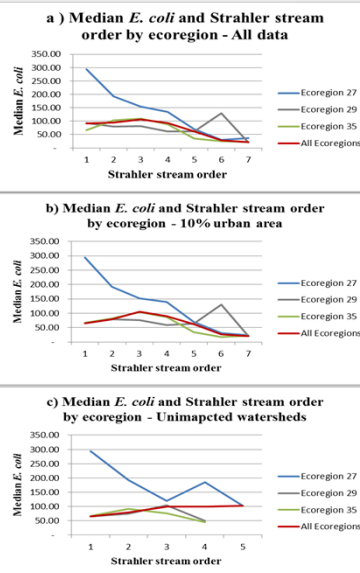 a ) Median E. coli and Strahler stream
order by ecoregion - All data
350.00
300.00
250.00
200.00
150.00
100.00
50.00
-
Median E. coli
1 2 3 4 5 6 7
Strahler stream order
Ecoregion 27
Ecoregion 29
Ecoregion 35
All Ecoregions
b) Median E. coli and Strahler stream order
by ecoregion - 10% urban area
350.00
300.00
250.00
200.00
150.00
100.00
50.00
-
Median E. coli
1 2 3 4 5 6 7
Strahler stream order
Ecoregion 27
Ecoregion 29
Ecoregion 35
All Ecoregions
c) Median E. coli and Strahler stream order
by ecoregion - Unimapcted watersheds
350.00
300.00
250.00
200.00
150.00
100.00
50.00
-
Median E. coli
1 2 3 4 5
Strahler stream order
Ecoregion 27
Ecoregion 29
Ecoregion 35
All Ecoregions